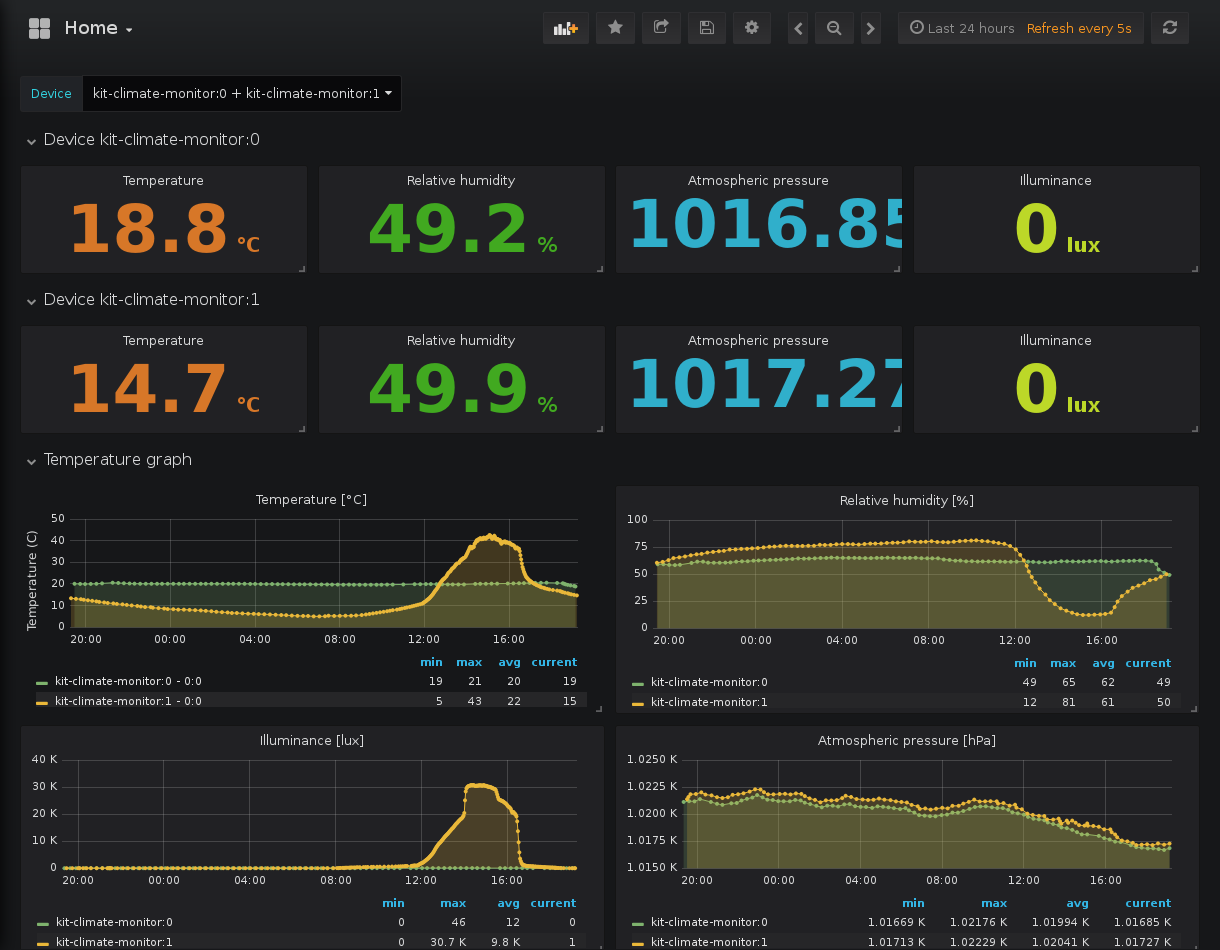 Home
Last 24 hours Refresh every 5s
Device kit-climate-monitor:0 + kit-climate-monitor:1
Device kit-climate-monitor:0
Temperature Relative humidity Atmospheric pressure Illuminance
18.8 °C 49.2 % 1016.85 0 lux
Device kit-climate-monitor:1
Temperature Relative humidity Atmospheric pressure Illuminance
14.7 °C 49.9 % 1017.27 0 lux
Temperature graph
Temperature [°C]
Temperature (C)
50
40
30
20
10
0
20:00 00:00 04:00 08:00 12:00 16:00
min max avg current
kit-climate-monitor:0 - 0:0 19 21 20 19
kit-climate-monitor:1 - 0:0 5 43 22 15
Relative humidity [%]
100
75
50
25
0
20:00 00:00 04:00 08:00 12:00 16:00
min max avg current
kit-climate-monitor:0 49 65 62 49
kit-climate-monitor:1 12 81 61 50
Illuminance [lux]
40 K
30 K
20 K
10 K
0
20:00 00:00 04:00 08:00 12:00 16:00
min max avg current
kit-climate-monitor:0 0 46 12 0
kit-climate-monitor:1 0 30.7 K 9.8 K 1
Atmospheric pressure [hPa]
1.0250 K
1.0225 K
1.0200 K
1.0175 K
1.0150 K
20:00 00:00 04:00 08:00 12:00 16:00
min max avg current
kit-climate-monitor:0 1.01669 K 1.02176 K 1.01994 K 1.01685 K
kit-climate-monitor:1 1.01713 K 1.02229 K 1.02041 K 1.01727 K